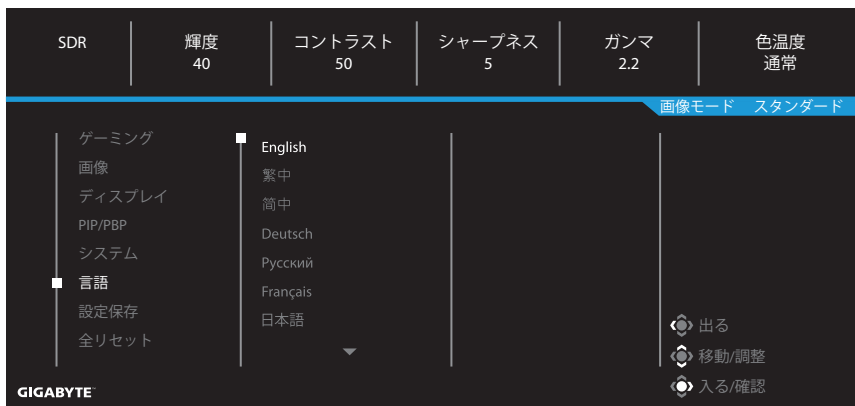 SDR
輝度
40
コントラスト
50
シャープネス
5
ガンマ
2.2
色温度
通常
画像モード スタンダード
ゲーミング
画像
ディスプレイ
PIP/PBP
システム
言語
設定保存
全リセット
English
繁中
简中
Deutsch
Русский
Français
日本語
出る
移動/調整
入る/確認
GIGABYTE™